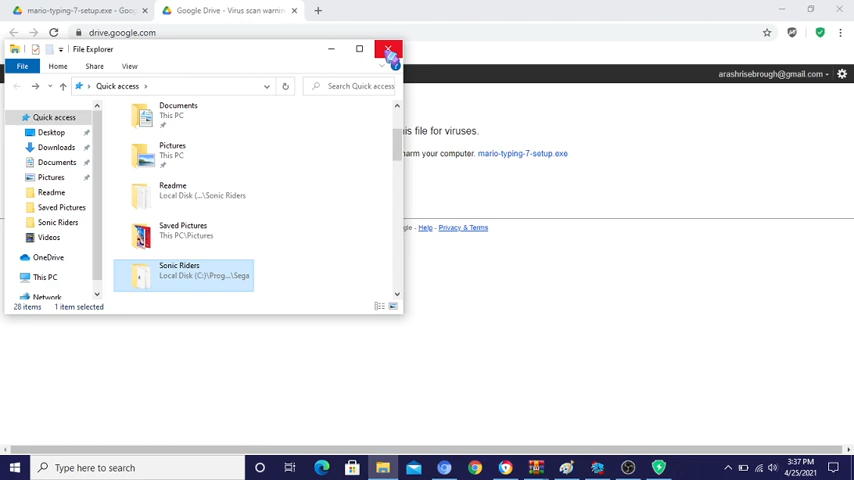 mario-typing-7-setup.exe - Goog
Google Drive - Virus scan warnin
drive.google.com
File Explorer
File Home Share View
Quick access
Search Quick access
arashrisebrough@gmail.com
Quick access
Desktop
Downloads
Documents
Pictures
Readme
Saved Pictures
Sonic Riders
Videos
OneDrive
This PC
Network
Documents
This PC
Pictures
This PC
Readme
Local Disk (...\Sonic Riders
Saved Pictures
This PC\Pictures
Sonic Riders
Local Disk (C:)\Prog...\Sega
28 items 1 item selected
his file for viruses.
harm your computer. mario-typing-7-setup.exe
gle - Help - Privacy & Terms
Type here to search
3:37 PM
4/25/2021